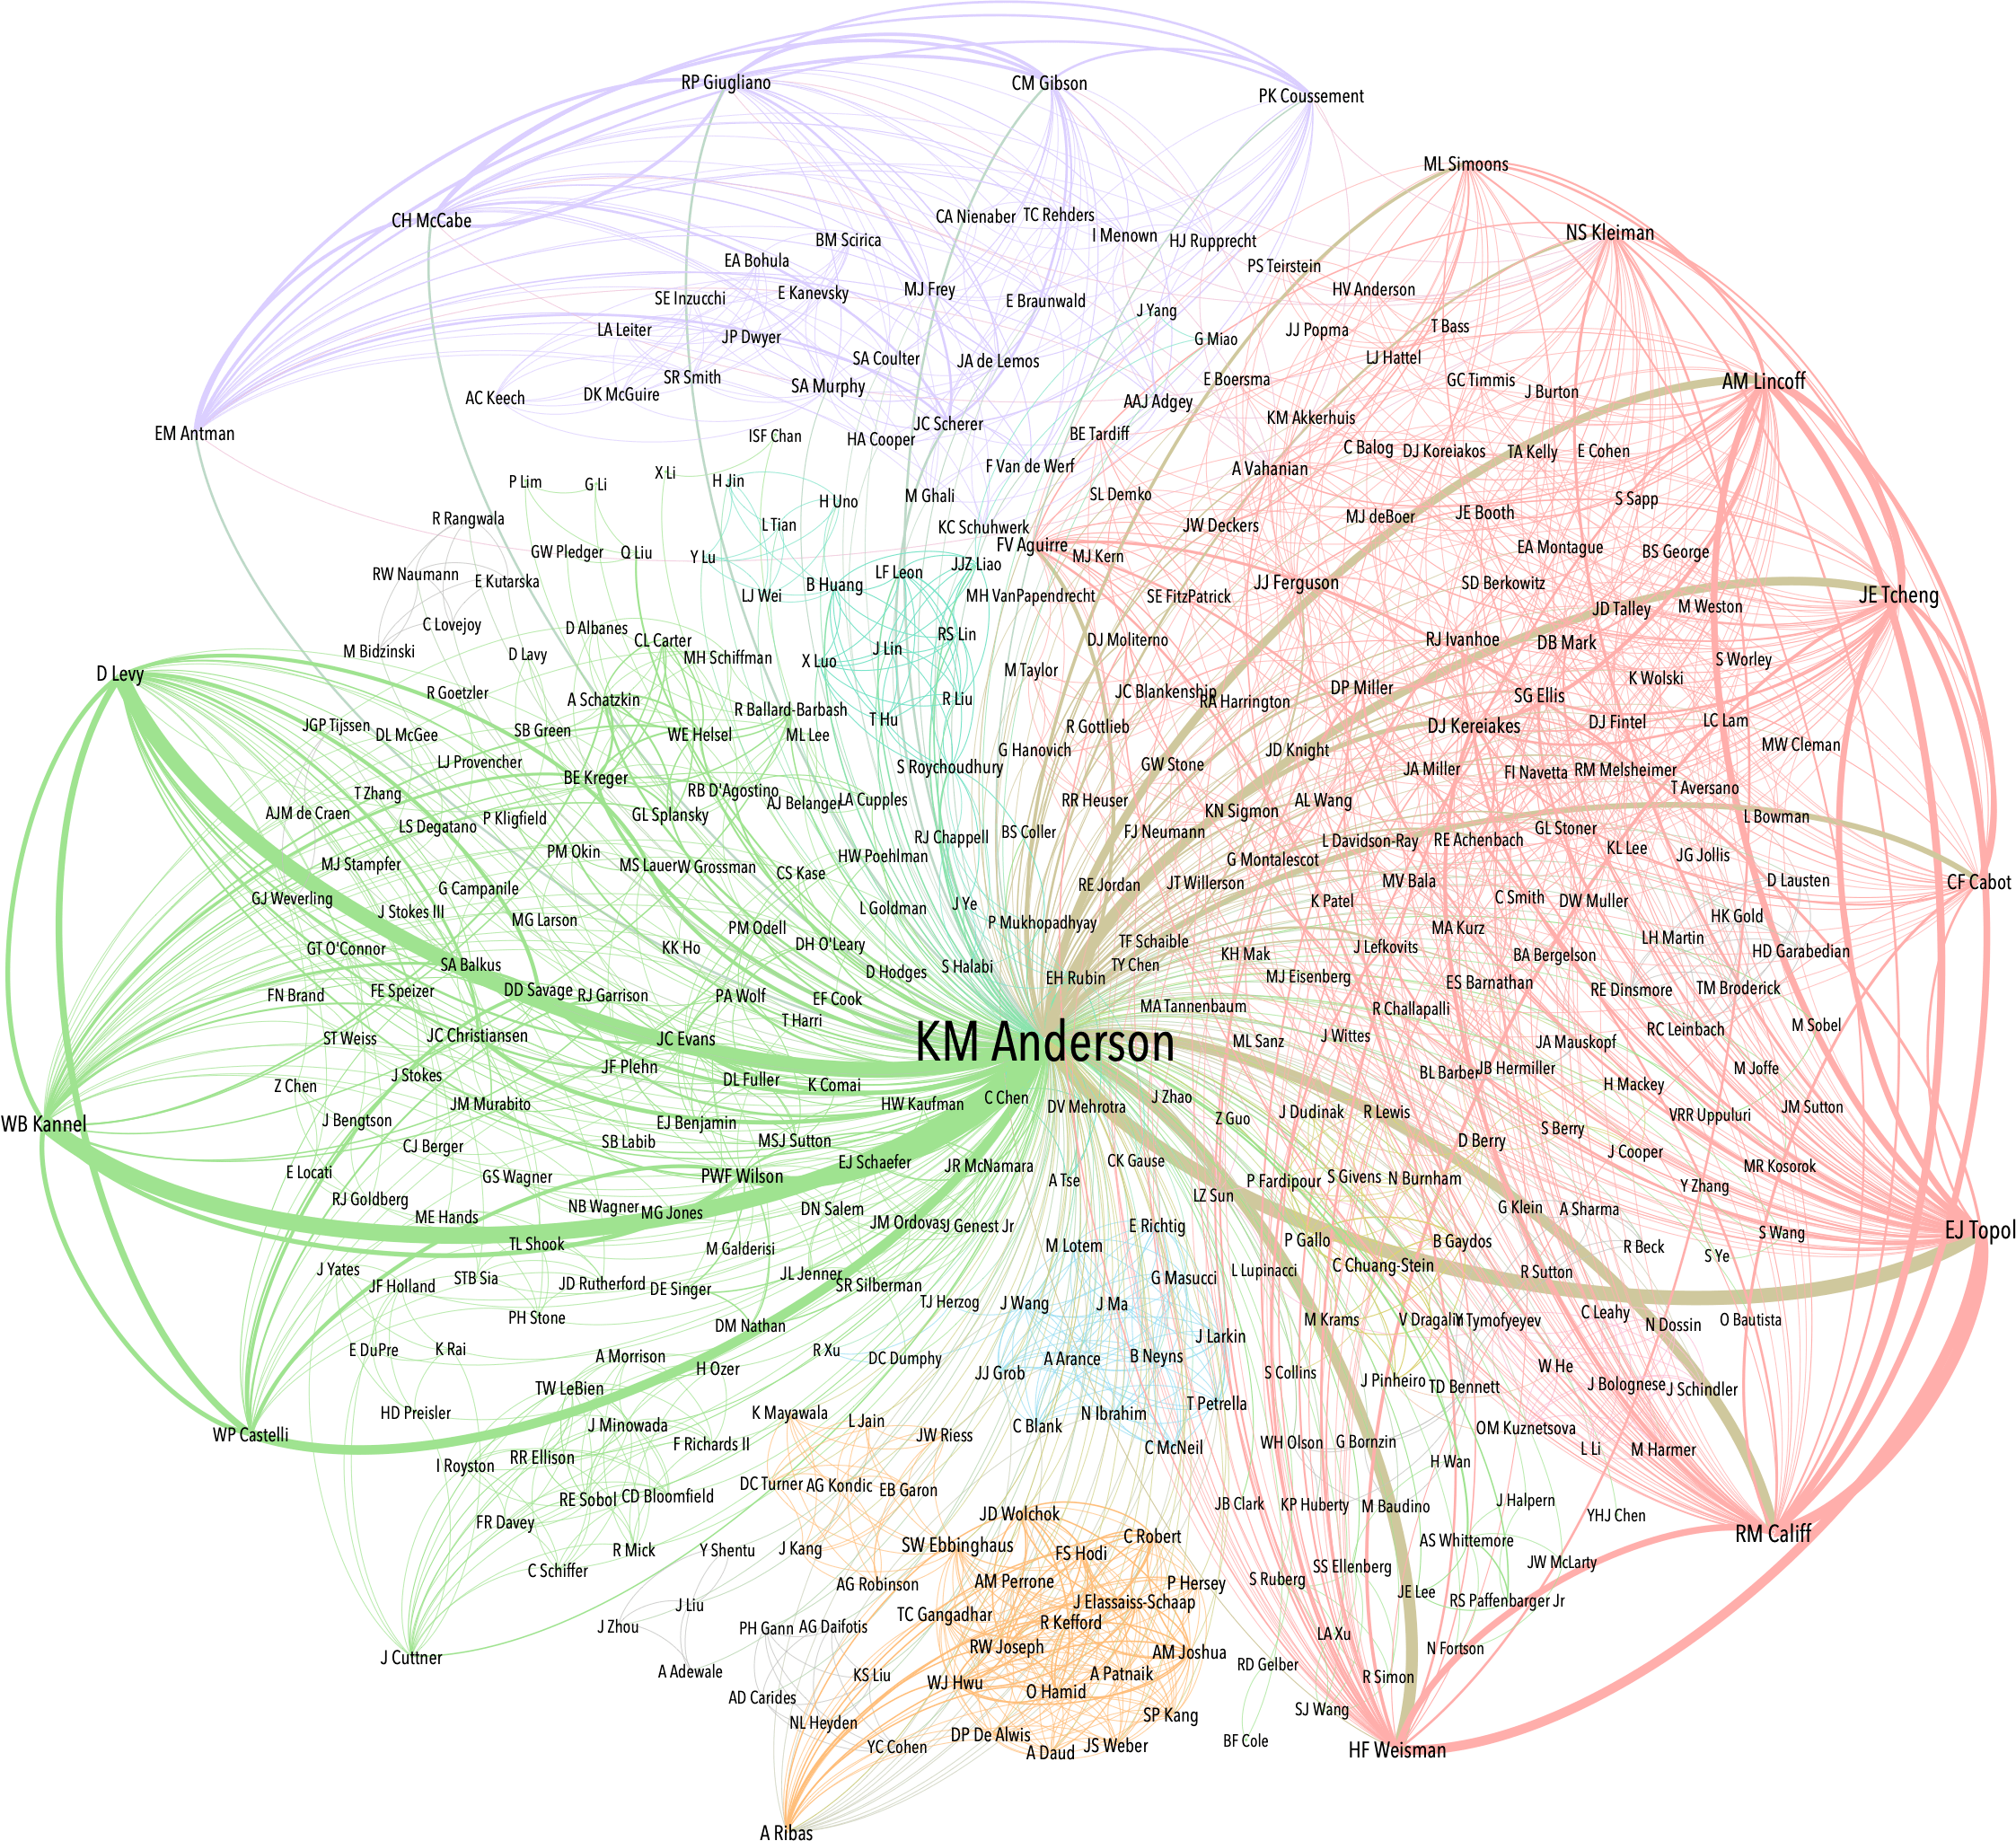 RP Giugliano
CM Gibson
PK Coussement
ML Simoons
CH McCabe
NS Kleiman
CA Nienaber
TC Rehders
I Menown
HJ Rupprecht
BM Scirica
EA Bohula
PS Teirstein
SE Inzucchi
E Kanevsky
MJ Frey
E Braunwald
HV Anderson
J Yang
LA Leiter
JP Dwyer
G Miao
JJ Popma
T Bass
SA Coulter
JA de Lemos
LJ Hattel
SR Smith
SA Murphy
E Boersma
GC Timmis
AM Lincoff
AC Keech
DK McGuire
AAJ Adgey
J Burton
JC Scherer
KM Akkerhuis
EM Antman
ISF Chan
HA Cooper
BE Tardiff
C Balog
DJ Koreiakos
TA Kelly
E Cohen
F Van de Werf
A Vahanian
P Lim
G Li
X Li
H Jin
H Uno
M Ghali
SL Demko
S Sapp
R Rangwala
L Tian
KC Schuhwerk
JW Deckers
MJ deBoer
JE Booth
GW Pledger
Q Liu
Y Lu
FV Aguirre
MJ Kern
EA Montague
BS George
RW Naumann
E Kutarska
B Huang
LF Leon
JJZ Liao
JJ Ferguson
SD Berkowitz
LJ Wei
MH VanPapendrecht
SE FitzPatrick
JE Tcheng
C Lovejoy
D Albanes
CL Carter
RS Lin
JD Talley
M Weston
M Bidzinski
D Lavy
MH Schiffman
X Luo
J Lin
DJ Moliterno
RJ Ivanhoe
DB Mark
D Levy
M Taylor
S Worley
R Goetzler
A Schatzkin
R Liu
JC Blankenship
RA Harrington
DP Miller
SG Ellis
K Wolski
JGP Tijssen
DL McGee
SB Green
WE Helsel
R Ballard-Barbash
ML Lee
T Hu
R Gottlieb
DJ Kereiakes
DJ Fintel
LC Lam
G Hanovich
JD Knight
MW Cleman
LJ Provencer
BE Kreger
S Roychoudhury
GW Stone
JA Miller
FI Navetta
RM Melsheimer
T Zhang
RB D'Agostino
AJ Belanger
LA Cupples
RR Heuser
KN Sigmon
AL Wang
T Aversano
AJM de Craen
LS Degatano
P Kligfield
GL Splansky
RJ Chappell
BS Coller
FJ Neumann
L Davidson-Ray
RE Achenbach
GL Stoner
L Bowman
MJ Stampfer
PM Okin
MS Lauer
W Grossman
CS Kase
HW Poehlman
G Montalescot
KL Lee
JG Jollis
GJ Weverling
G Campanile
RE Jordan
JT Willerson
MV Bala
D Lausten
CF Cabot
J Stokes III
MG Larson
PM Odell
L Goldman
J Ye
P Mukhopadhyay
K Patel
C Smith
DW Muller
HK Gold
GT O'Connor
KK Ho
DH O'Leary
TF Schaible
MA Kurz
LH Martin
SA Balkus
D Hodges
S Halabi
TY Chen
KH Mak
J Lefkovits
BA Bergelson
HD Garabedian
FN Brand
FE Speizer
DD Savage
RJ Garrison
PA Wolf
EF Cook
EH Rubin
MJ Eisenberg
ES Barnathan
RE Dinsmore
TM Broderick
T Harri
MA Tannenbaum
R Challapalli
ST Weiss
JC Christiansen
JC Evans
KM Anderson
ML Sanz
J Wittes
JA Mauskopf
RC Leinbach
M Sobel
Z Chen
J Stokes
JF Plehn
DL Fuller
K Comai
BL Barber
JB Hermiller
H Mackey
M Joffe
JM Murabito
HW Kaufman
C Chen
DV Mehrotra
J Zhao
WB Kannel
J Bengtson
EJ Benjamin
Z Guo
J Dudinak
R Lewis
VRR Uppuluri
JM Sutton
CJ Berger
SB Labib
MSJ Sutton
D Berry
S Berry
E Locati
GS Wagner
PWF Wilson
EJ Schaefer
JR McNamara
CK Gause
J Cooper
MR Kosorok
RJ Goldberg
A Tse
LZ Sun
P Fardipour
S Givens
N Burnham
Y Zhang
ME Hands
NB Wagner
MG Jones
DN Salem
JM Ordovas
J Genest Jr
E Richtig
G Klein
A Sharma
TL Shook
M Galderisi
M Lotem
P Gallo
B Gaydos
R Beck
S Wang
EJ Topol
J Yates
JF Holland
STB Sia
JD Rutherford
DE Singer
JL Jenner
SR Silberman
G Masucci
L Lupinacci
C Chuang-Stein
R Sutton
S Ye
PH Stone
DM Nathan
TJ Herzog
J Wang
J Ma
M Krams
V Dragalin
Y Tymofyeyev
C Leahy
N Dossin
O Bautista
E DuPre
K Rai
A Morrison
H Ozer
R Xu
DC Dumphy
A Arance
B Neyns
J Larkin
W He
TW LeBien
JJ Grob
S Collins
J Pinheiro
TD Bennett
J Bolognese
J Schindler
HD Preisler
J Minowada
K Mayawala
L Jain
C Blank
N Ibrahim
T Petrella
WP Castelli
F Richards II
JW Riess
C McNeil
WH Olson
G Bornzin
OM Kuznetsova
I Royston
RR Ellison
H Wan
L Li
M Harmer
RE Sobol
CD Bloomfield
DC Turner
AG Kondic
EB Garon
JB Clark
KP Huberty
M Baudino
J Halpern
FR Davey
JD Wolchok
YHJ Chen
RM Califf
R Mick
Y Shentu
J Kang
SW Ebbinghaus
FS Hodi
C Robert
AS Whittemore
C Schiffer
AG Robinson
AM Perrone
P Hersey
S Ruberg
SS Ellenberg
JW McLarty
J Liu
TC Gangadhar
J Elassaiss-Schaap
JE Lee
RS Paffenbarger Jr
J Zhou
PH Gann
AG Daifotis
R Kefford
LA Xu
J Cuttner
RW Joseph
AM Joshua
N Fortson
A Adewale
KS Liu
WJ Hwu
A Patnaik
RD Gelber
R Simon
AD Carides
O Hamid
NL Heyden
SP Kang
SJ Wang
YC Cohen
DP De Alwis
A Daud
JS Weber
BF Cole
HF Weisman
A Ribas